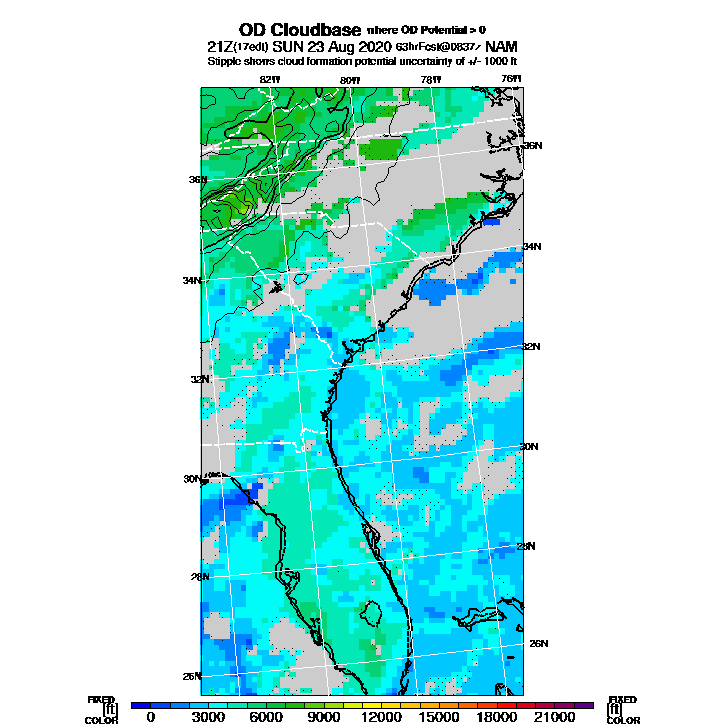 OD Cloudbase where OD Potential > 0
21Z(17edt) SUN 23 Aug 2020 63hrFcst@0837z NAM
Stipple shows cloud formation potential uncertainty of +/- 1000 ft
82W 80W 78W 76W
36N
36N
34N
34N
32N
32N
30N
30N
28N
28N
26N
26N
FIXED FIXED
[ft] [ft]
COLOR COLOR
0 3000 6000 9000 12000 15000 18000 21000